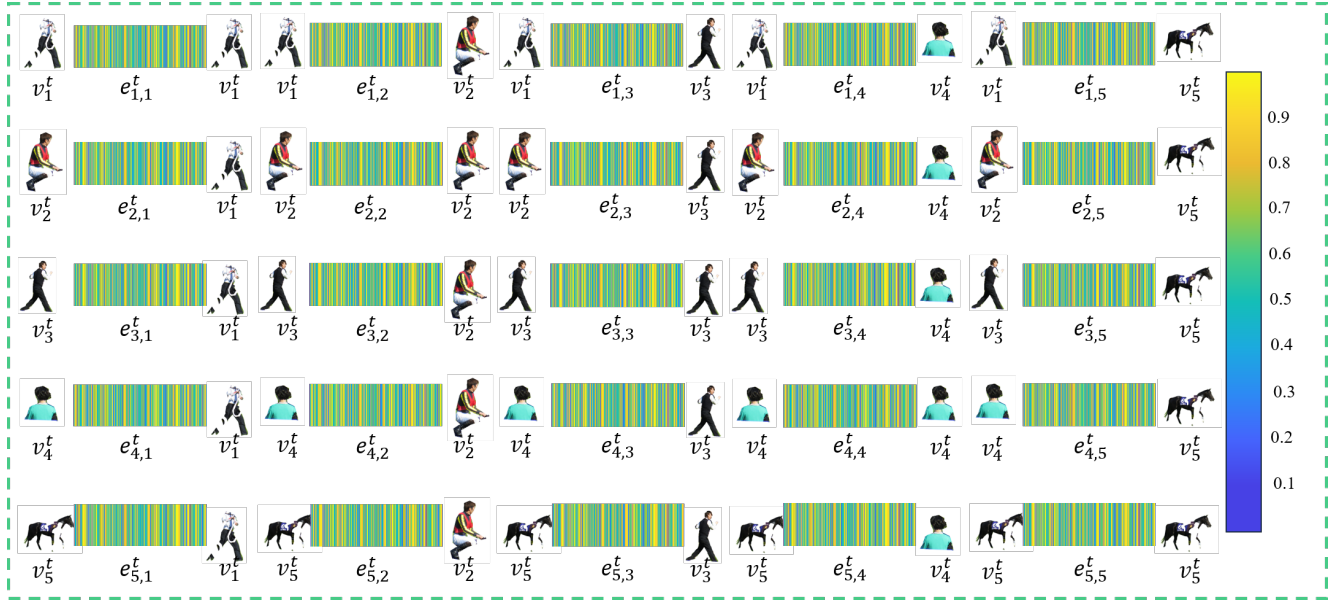 v_1^t e_{1,1}^t v_1^t v_1^t e_{1,2}^t v_2^t v_1^t e_{1,3}^t v_3^t v_1^t e_{1,4}^t v_4^t v_1^t e_{1,5}^t v_5^t
v_2^t e_{2,1}^t v_1^t v_2^t e_{2,2}^t v_2^t v_2^t e_{2,3}^t v_3^t v_2^t e_{2,4}^t v_4^t v_2^t e_{2,5}^t v_5^t
v_3^t e_{3,1}^t v_1^t v_3^t e_{3,2}^t v_2^t v_3^t e_{3,3}^t v_3^t v_3^t e_{3,4}^t v_4^t v_3^t e_{3,5}^t v_5^t
v_4^t e_{4,1}^t v_1^t v_4^t e_{4,2}^t v_2^t v_4^t e_{4,3}^t v_3^t v_4^t e_{4,4}^t v_4^t v_4^t e_{4,5}^t v_5^t
v_5^t e_{5,1}^t v_1^t v_5^t e_{5,2}^t v_2^t v_5^t e_{5,3}^t v_3^t v_5^t e_{5,4}^t v_4^t v_5^t e_{5,5}^t v_5^t
0.9
0.8
0.7
0.6
0.5
0.4
0.3
0.2
0.1